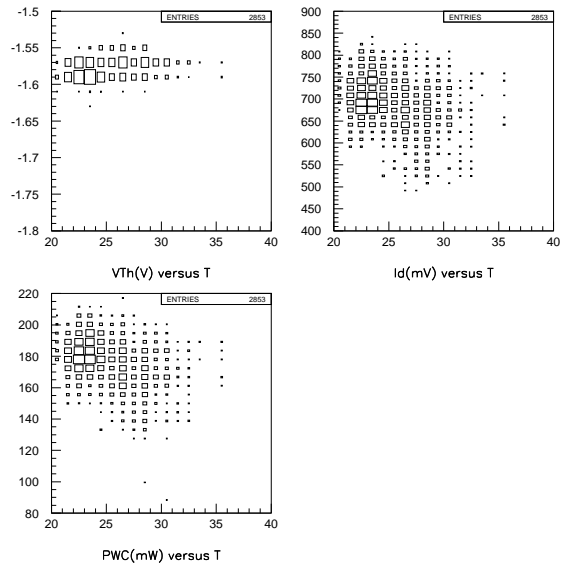 ENTRIES 2853
-1.5
-1.55
-1.6
-1.65
-1.7
-1.75
-1.8
20 25 30 35 40
VTh(V) versus T
ENTRIES 2853
900
850
800
750
700
650
600
550
500
450
400
20 25 30 35 40
Id(mV) versus T
ENTRIES 2853
220
200
180
160
140
120
100
80
20 25 30 35 40
PWC(mW) versus T